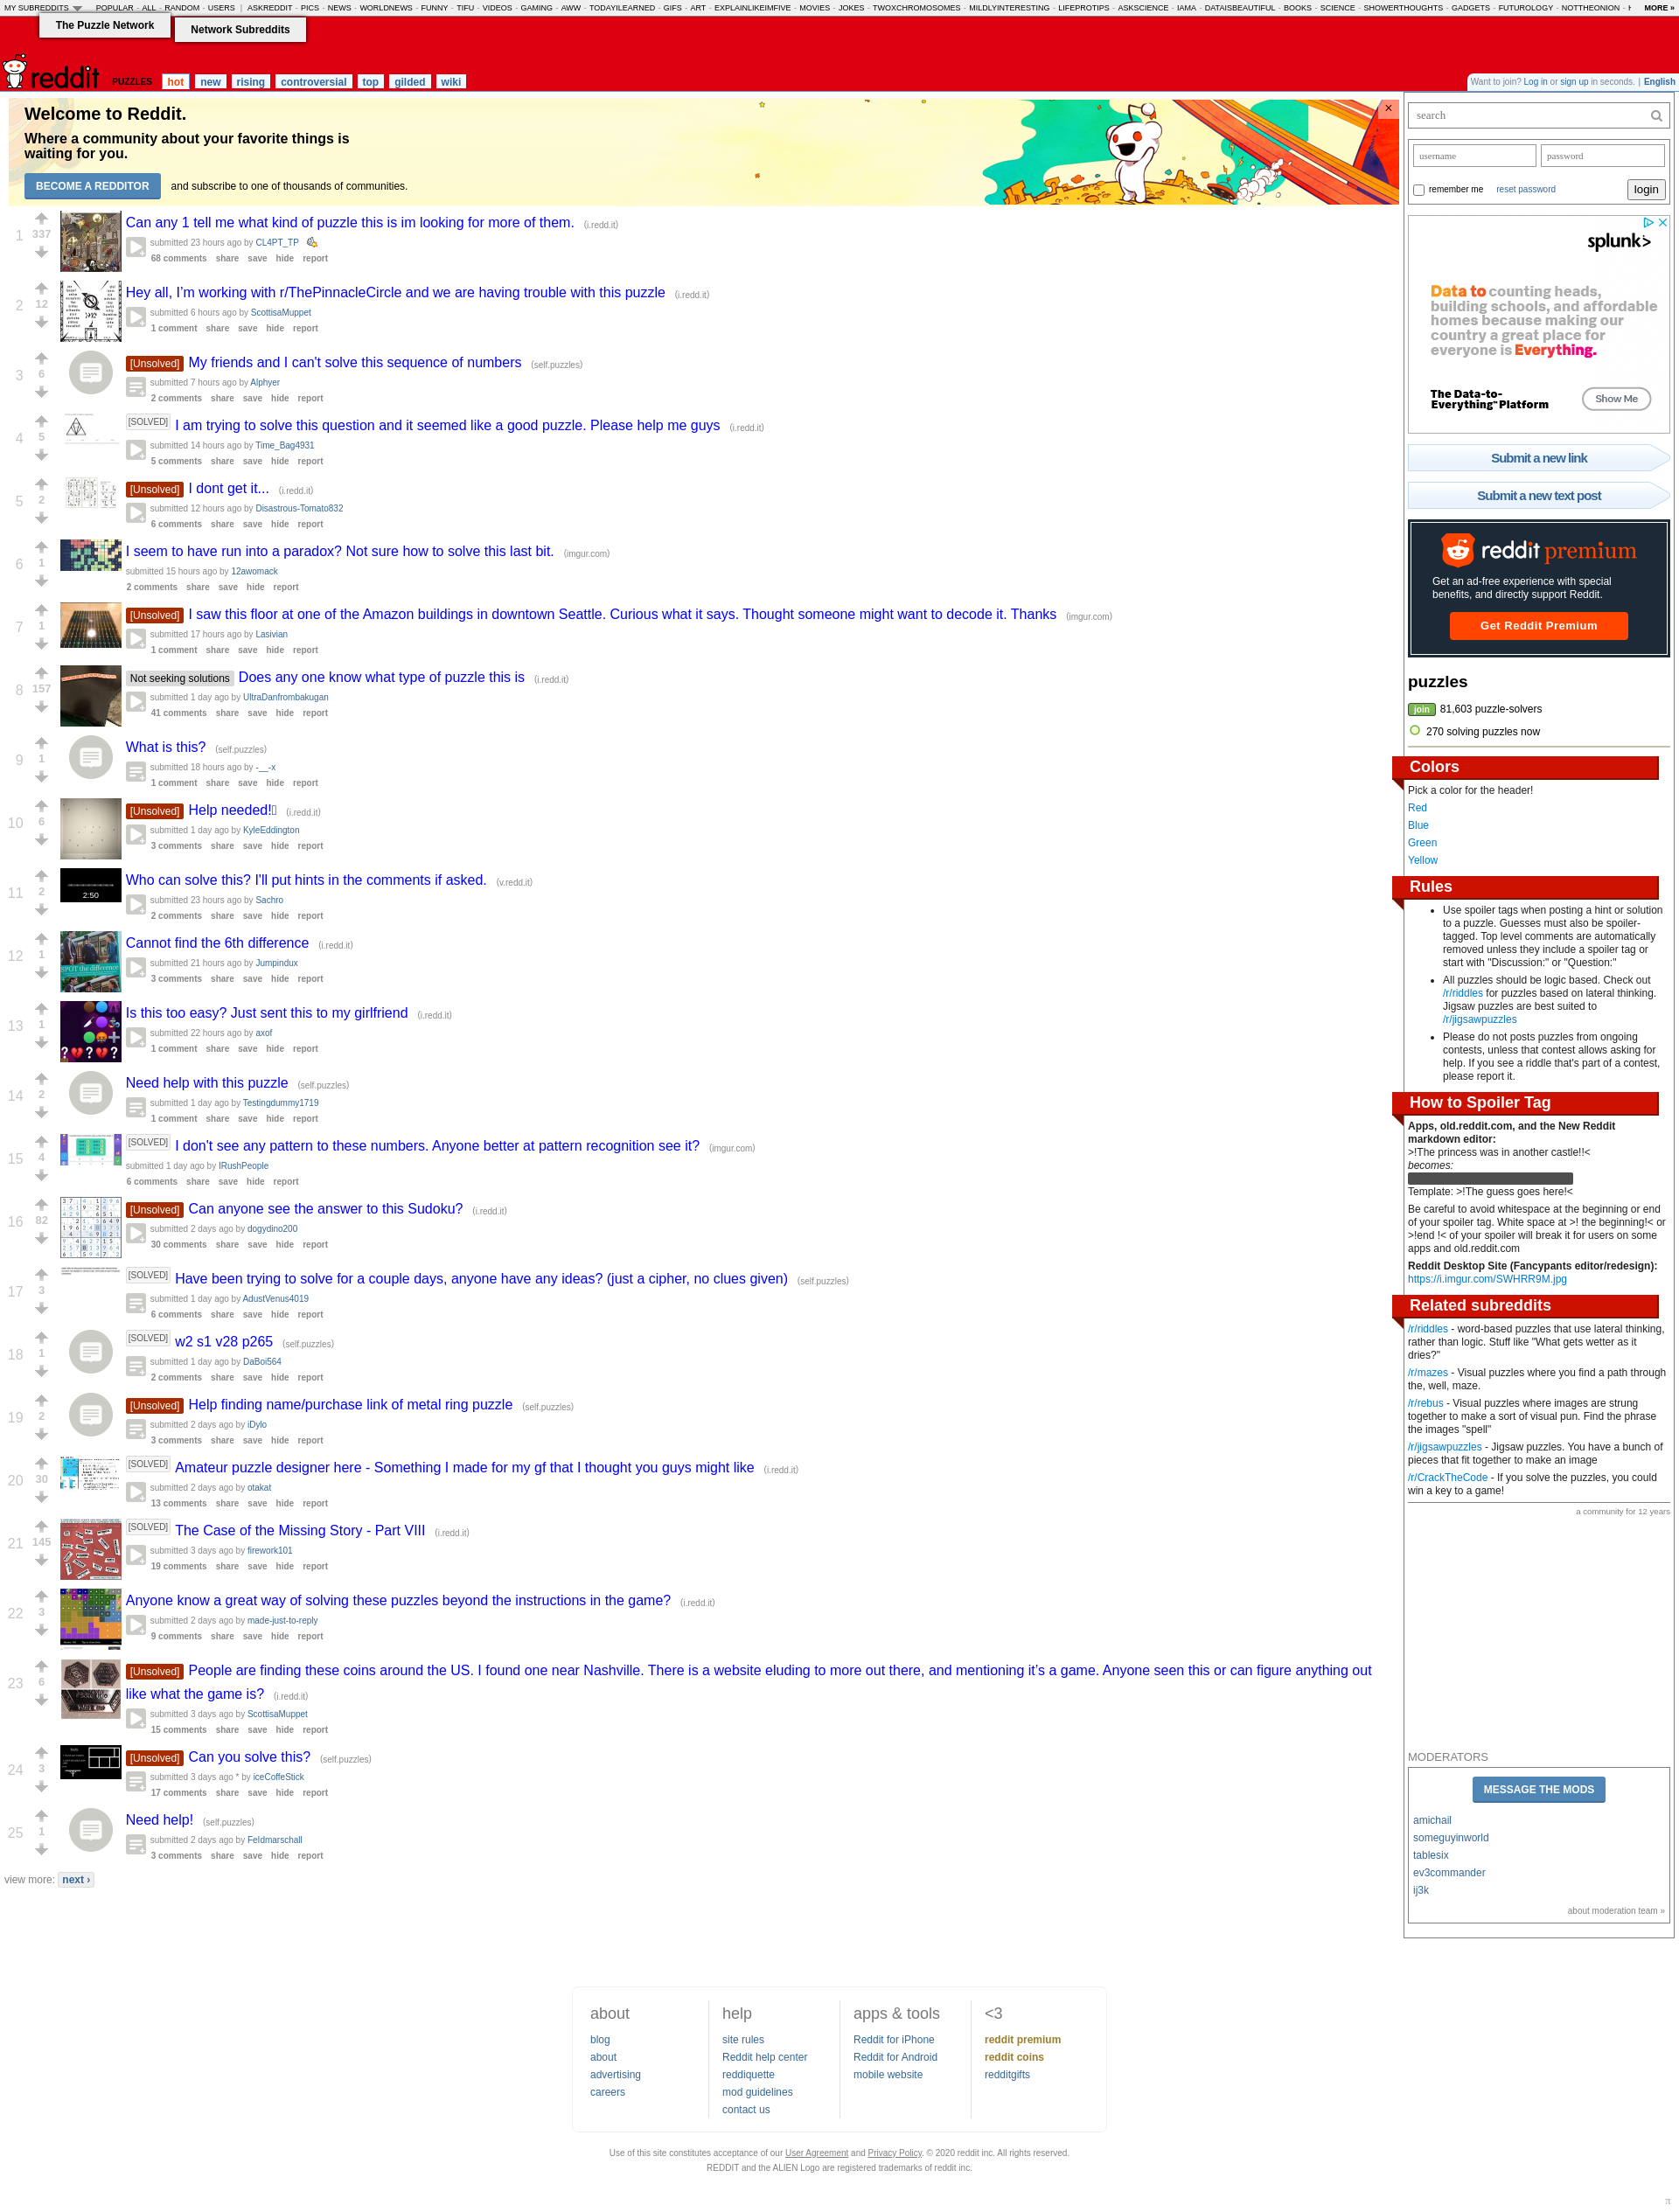 MY SUBREDDITS POPULAR - ALL - RANDOM - USERS | ASKREDDIT - PICS - NEWS - WORLDNEWS - FUNNY - TIFU - VIDEOS - GAMING - AWW - TODAYILEARNED - GIFS - ART - EXPLAINLIKEIMFIVE - MOVIES - JOKES - TWOXCHROMOSOMES - MILDLYINTERESTING - LIFEPROTIPS - ASKSCIENCE - IAMA - DATAISBEAUTIFUL - BOOKS - SCIENCE - SHOWERTHOUGHTS - GADGETS - FUTUROLOGY - NOTTHEONION - MORE »
The Puzzle Network
Network Subreddits
reddit PUZZLES hot new rising controversial top gilded wiki
Want to join? Log in or sign up in seconds. | English
Welcome to Reddit.
Where a community about your favorite things is
waiting for you.
BECOME A REDDITOR and subscribe to one of thousands of communities.
×
1 337
Can any 1 tell me what kind of puzzle this is im looking for more of them. (i.redd.it)
submitted 23 hours ago by CL4PT_TP
68 comments share save hide report
2 12
Hey all, I'm working with r/ThePinnacleCircle and we are having trouble with this puzzle (i.redd.it)
submitted 6 hours ago by ScottisaMuppet
1 comment share save hide report
3 6
[Unsolved] My friends and I can't solve this sequence of numbers (self.puzzles)
submitted 7 hours ago by Alphyer
2 comments share save hide report
4 5
[SOLVED] I am trying to solve this question and it seemed like a good puzzle. Please help me guys (i.redd.it)
submitted 14 hours ago by Time_Bag4931
5 comments share save hide report
5 2
[Unsolved] I dont get it... (i.redd.it)
submitted 12 hours ago by Disastrous-Tomato832
6 comments share save hide report
6 1
I seem to have run into a paradox? Not sure how to solve this last bit. (imgur.com)
submitted 15 hours ago by 12awomack
2 comments share save hide report
7 1
[Unsolved] I saw this floor at one of the Amazon buildings in downtown Seattle. Curious what it says. Thought someone might want to decode it. Thanks (imgur.com)
submitted 17 hours ago by Lasivian
1 comment share save hide report
8 157
Not seeking solutions Does any one know what type of puzzle this is (i.redd.it)
submitted 1 day ago by UltraDanfrombakugan
41 comments share save hide report
9 1
What is this? (self.puzzles)
submitted 18 hours ago by -__-x
1 comment share save hide report
10 6
[Unsolved] Help needed! (i.redd.it)
submitted 1 day ago by KyleEddington
3 comments share save hide report
11 2
2:50
Who can solve this? I'll put hints in the comments if asked. (v.redd.it)
submitted 23 hours ago by Sachro
2 comments share save hide report
12 1
SPOT the difference
Cannot find the 6th difference (i.redd.it)
submitted 21 hours ago by Jumpindux
3 comments share save hide report
13 1
Is this too easy? Just sent this to my girlfriend (i.redd.it)
submitted 22 hours ago by axof
1 comment share save hide report
14 2
Need help with this puzzle (self.puzzles)
submitted 1 day ago by Testingdummy1719
1 comment share save hide report
15 4
[SOLVED] I don't see any pattern to these numbers. Anyone better at pattern recognition see it? (imgur.com)
submitted 1 day ago by IRushPeople
6 comments share save hide report
16 82
[Unsolved] Can anyone see the answer to this Sudoku? (i.redd.it)
submitted 2 days ago by dogydino200
30 comments share save hide report
17 3
[SOLVED] Have been trying to solve for a couple days, anyone have any ideas? (just a cipher, no clues given) (self.puzzles)
submitted 1 day ago by AdustVenus4019
6 comments share save hide report
18 1
[SOLVED] w2 s1 v28 p265 (self.puzzles)
submitted 1 day ago by DaBoi564
2 comments share save hide report
19 2
[Unsolved] Help finding name/purchase link of metal ring puzzle (self.puzzles)
submitted 2 days ago by iDylo
3 comments share save hide report
20 30
[SOLVED] Amateur puzzle designer here - Something I made for my gf that I thought you guys might like (i.redd.it)
submitted 2 days ago by otakat
13 comments share save hide report
21 145
[SOLVED] The Case of the Missing Story - Part VIII (i.redd.it)
submitted 3 days ago by firework101
19 comments share save hide report
22 3
Anyone know a great way of solving these puzzles beyond the instructions in the game? (i.redd.it)
submitted 2 days ago by made-just-to-reply
9 comments share save hide report
23 6
[Unsolved] People are finding these coins around the US. I found one near Nashville. There is a website eluding to more out there, and mentioning it's a game. Anyone seen this or can figure anything out
like what the game is? (i.redd.it)
submitted 3 days ago by ScottisaMuppet
15 comments share save hide report
24 3
[Unsolved] Can you solve this? (self.puzzles)
submitted 3 days ago * by iceCoffeStick
17 comments share save hide report
25 1
Need help! (self.puzzles)
submitted 2 days ago by Feldmarschall
3 comments share save hide report
view more: next ›
search
username password
remember me reset password login
splunk>
Data to counting heads,
building schools, and affordable
homes because making our
country a great place for
everyone is Everything.
The Data-to-
Everything™ Platform
Show Me
Submit a new link
Submit a new text post
reddit premium
Get an ad-free experience with special
benefits, and directly support Reddit.
Get Reddit Premium
puzzles
join 81,603 puzzle-solvers
270 solving puzzles now
Colors
Pick a color for the header!
Red
Blue
Green
Yellow
Rules
• Use spoiler tags when posting a hint or solution
to a puzzle. Guesses must also be spoiler-
tagged. Top level comments are automatically
removed unless they include a spoiler tag or
start with "Discussion:" or "Question:"
• All puzzles should be logic based. Check out
/r/riddles for puzzles based on lateral thinking.
Jigsaw puzzles are best suited to
/r/jigsawpuzzles
• Please do not posts puzzles from ongoing
contests, unless that contest allows asking for
help. If you see a riddle that's part of a contest,
please report it.
How to Spoiler Tag
Apps, old.reddit.com, and the New Reddit
markdown editor:
>!The princess was in another castle!!<
becomes:
Template: >!The guess goes here!<
Be careful to avoid whitespace at the beginning or end
of your spoiler tag. White space at >! the beginning!< or
>!end !< of your spoiler will break it for users on some
apps and old.reddit.com
Reddit Desktop Site (Fancypants editor/redesign):
https://i.imgur.com/SWHRR9M.jpg
Related subreddits
/r/riddles - word-based puzzles that use lateral thinking,
rather than logic. Stuff like "What gets wetter as it
dries?"
/r/mazes - Visual puzzles where you find a path through
the, well, maze.
/r/rebus - Visual puzzles where images are strung
together to make a sort of visual pun. Find the phrase
the images "spell"
/r/jigsawpuzzles - Jigsaw puzzles. You have a bunch of
pieces that fit together to make an image
/r/CrackTheCode - If you solve the puzzles, you could
win a key to a game!
a community for 12 years
MODERATORS
MESSAGE THE MODS
amichail
someguyinworld
tablesix
ev3commander
ij3k
about moderation team »
about
blog
about
advertising
careers
help
site rules
Reddit help center
reddiquette
mod guidelines
contact us
apps & tools
Reddit for iPhone
Reddit for Android
mobile website
<3
reddit premium
reddit coins
redditgifts
Use of this site constitutes acceptance of our User Agreement and Privacy Policy. © 2020 reddit inc. All rights reserved.
REDDIT and the ALIEN Logo are registered trademarks of reddit inc.
π